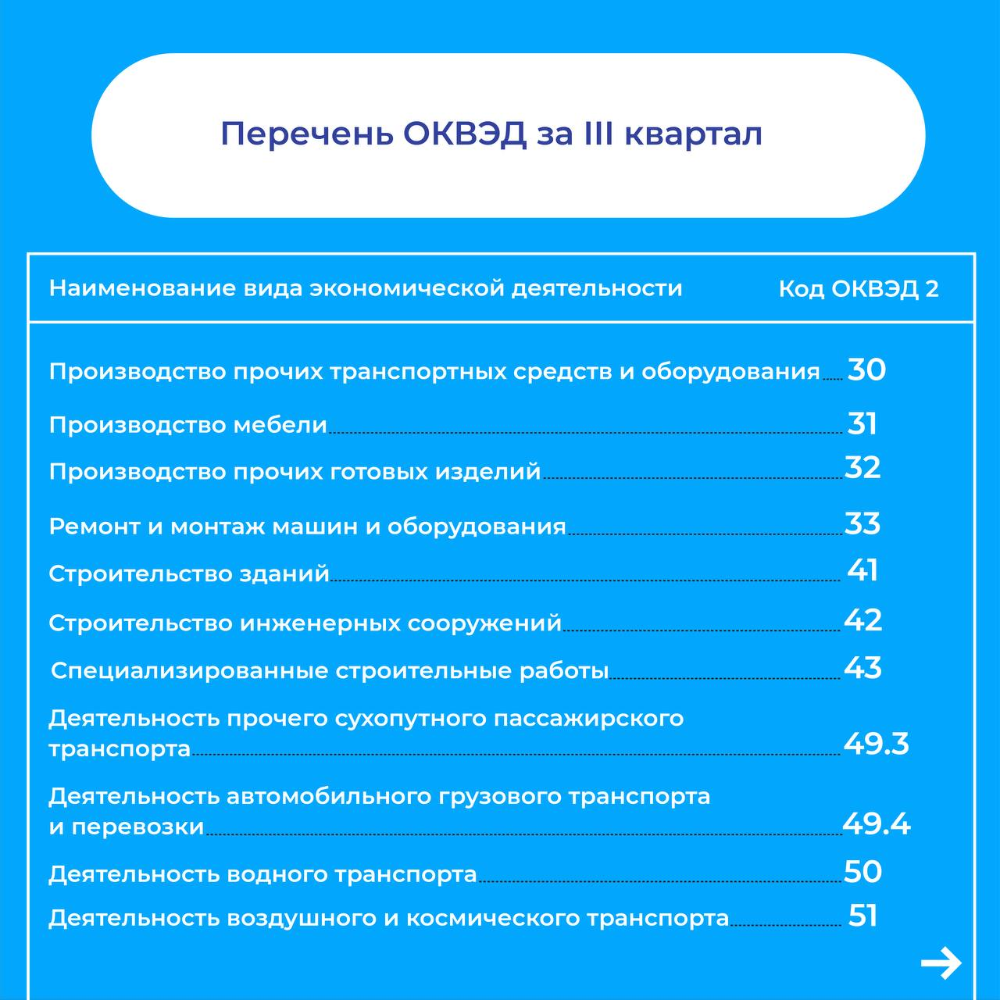 Перечень ОКВЭД за III квартал
Наименование вида экономической деятельности Код ОКВЭД 2
Производство прочих транспортных средств и оборудования 30
Производство мебели 31
Производство прочих готовых изделий 32
Ремонт и монтаж машин и оборудования 33
Строительство зданий 41
Строительство инженерных сооружений 42
Специализированные строительные работы 43
Деятельность прочего сухопутного пассажирского
транспорта 49.3
Деятельность автомобильного грузового транспорта
и перевозки 49.4
Деятельность водного транспорта 50
Деятельность воздушного и космического транспорта 51